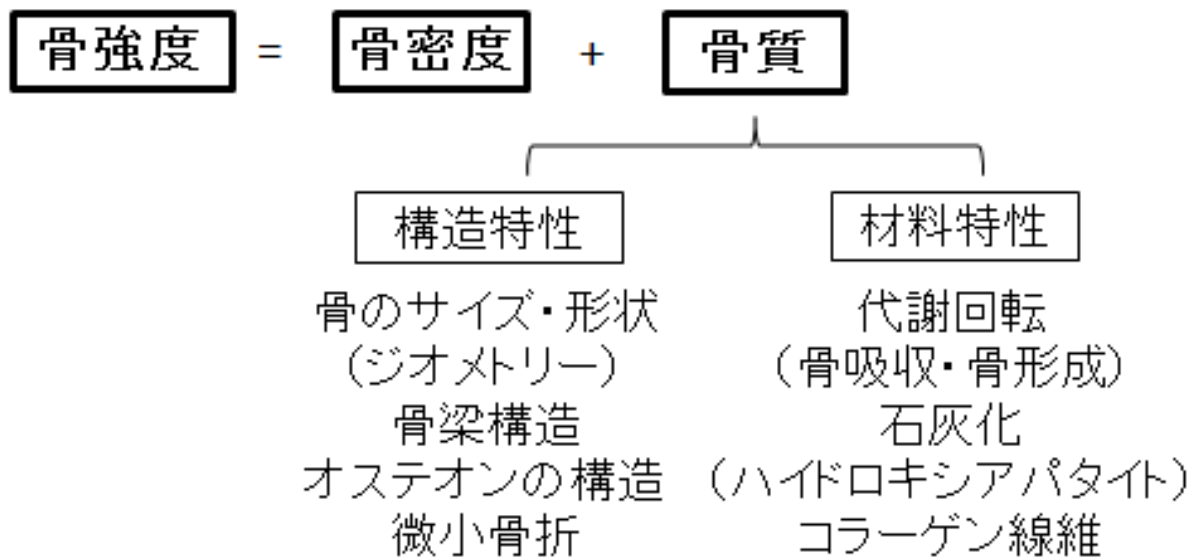 骨強度 = 骨密度 + 骨質
構造特性
骨のサイズ・形状
(ジオメトリー)
骨梁構造
オステオンの構造
微小骨折
材料特性
代謝回転
(骨吸収・骨形成)
石灰化
(ハイドロキシアパタイト)
コラーゲン線維